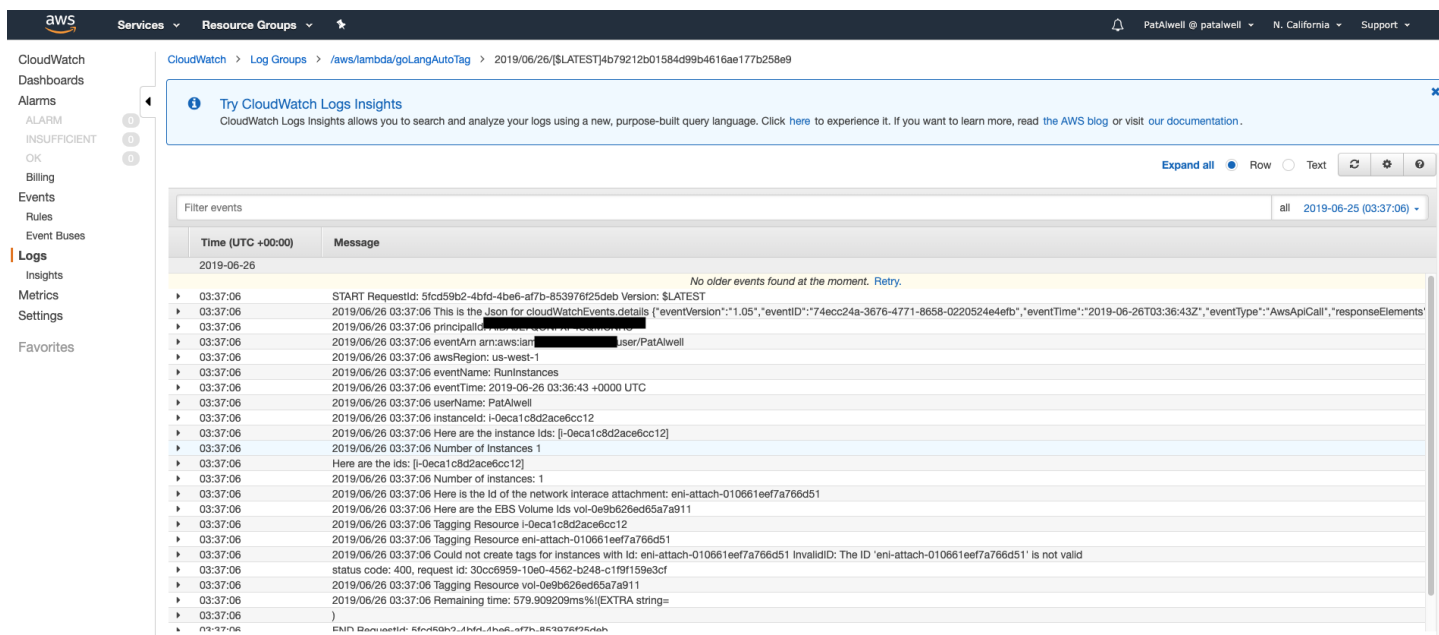 aws Services Resource Groups PatAlwell @ patalwell N. California Support
CloudWatch
Dashboards
Alarms
ALARM 0
INSUFFICIENT 0
OK 0
Billing
Events
Rules
Event Buses
Logs
Insights
Metrics
Settings
Favorites
CloudWatch > Log Groups > /aws/lambda/goLangAutoTag > 2019/06/26/[$LATEST]4b79212b01584d99b4616ae177b258e9
Try CloudWatch Logs Insights
CloudWatch Logs Insights allows you to search and analyze your logs using a new, purpose-built query language. Click here to experience it. If you want to learn more, read the AWS blog or visit our documentation.
Expand all Row Text
Filter events all 2019-06-25 (03:37:06)
Time (UTC +00:00) Message
2019-06-26
No older events found at the moment. Retry.
03:37:06 START RequestId: 5fcd59b2-4bfd-4be6-af7b-853976f25deb Version: $LATEST
03:37:06 2019/06/26 03:37:06 This is the Json for cloudWatchEvents.details {"eventVersion":"1.05","eventID":"74ecc24a-3676-4771-8658-0220524e4efb","eventTime":"2019-06-26T03:36:43Z","eventType":"AwsApiCall","responseElements"
03:37:06 2019/06/26 03:37:06 principalId:
03:37:06 2019/06/26 03:37:06 eventArn arn:aws:iam user/PatAlwell
03:37:06 2019/06/26 03:37:06 awsRegion: us-west-1
03:37:06 2019/06/26 03:37:06 eventName: RunInstances
03:37:06 2019/06/26 03:37:06 eventTime: 2019-06-26 03:36:43 +0000 UTC
03:37:06 2019/06/26 03:37:06 userName: PatAlwell
03:37:06 2019/06/26 03:37:06 instanceId: i-0eca1c8d2ace6cc12
03:37:06 2019/06/26 03:37:06 Here are the instance Ids: [i-0eca1c8d2ace6cc12]
03:37:06 2019/06/26 03:37:06 Number of Instances 1
03:37:06 Here are the ids: [i-0eca1c8d2ace6cc12]
03:37:06 2019/06/26 03:37:06 Number of instances: 1
03:37:06 2019/06/26 03:37:06 Here is the Id of the network interace attachment: eni-attach-010661eef7a766d51
03:37:06 2019/06/26 03:37:06 Here are the EBS Volume Ids vol-0e9b626ed65a7a911
03:37:06 2019/06/26 03:37:06 Tagging Resource i-0eca1c8d2ace6cc12
03:37:06 2019/06/26 03:37:06 Tagging Resource eni-attach-010661eef7a766d51
03:37:06 2019/06/26 03:37:06 Could not create tags for instances with Id: eni-attach-010661eef7a766d51 InvalidID: The ID 'eni-attach-010661eef7a766d51' is not valid
03:37:06 status code: 400, request id: 30cc6959-10e0-4562-b248-c1f9f159e3cf
03:37:06 2019/06/26 03:37:06 Tagging Resource vol-0e9b626ed65a7a911
03:37:06 2019/06/26 03:37:06 Remaining time: 579.909209ms%!(EXTRA string=
03:37:06 )
03:37:06 END RequestId: 5fcd59b2-4bfd-4be6-af7b-853976f25deb